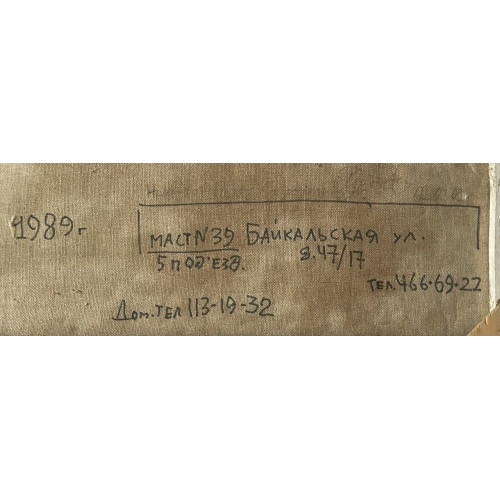 1989г
МАСТ N 39 БАЙКАЛЬСКАЯ УЛ.
5 ПОД'ЕЗД. д.47/17
ТЕЛ.466-69-22
Дом.ТЕЛ 113-19-32